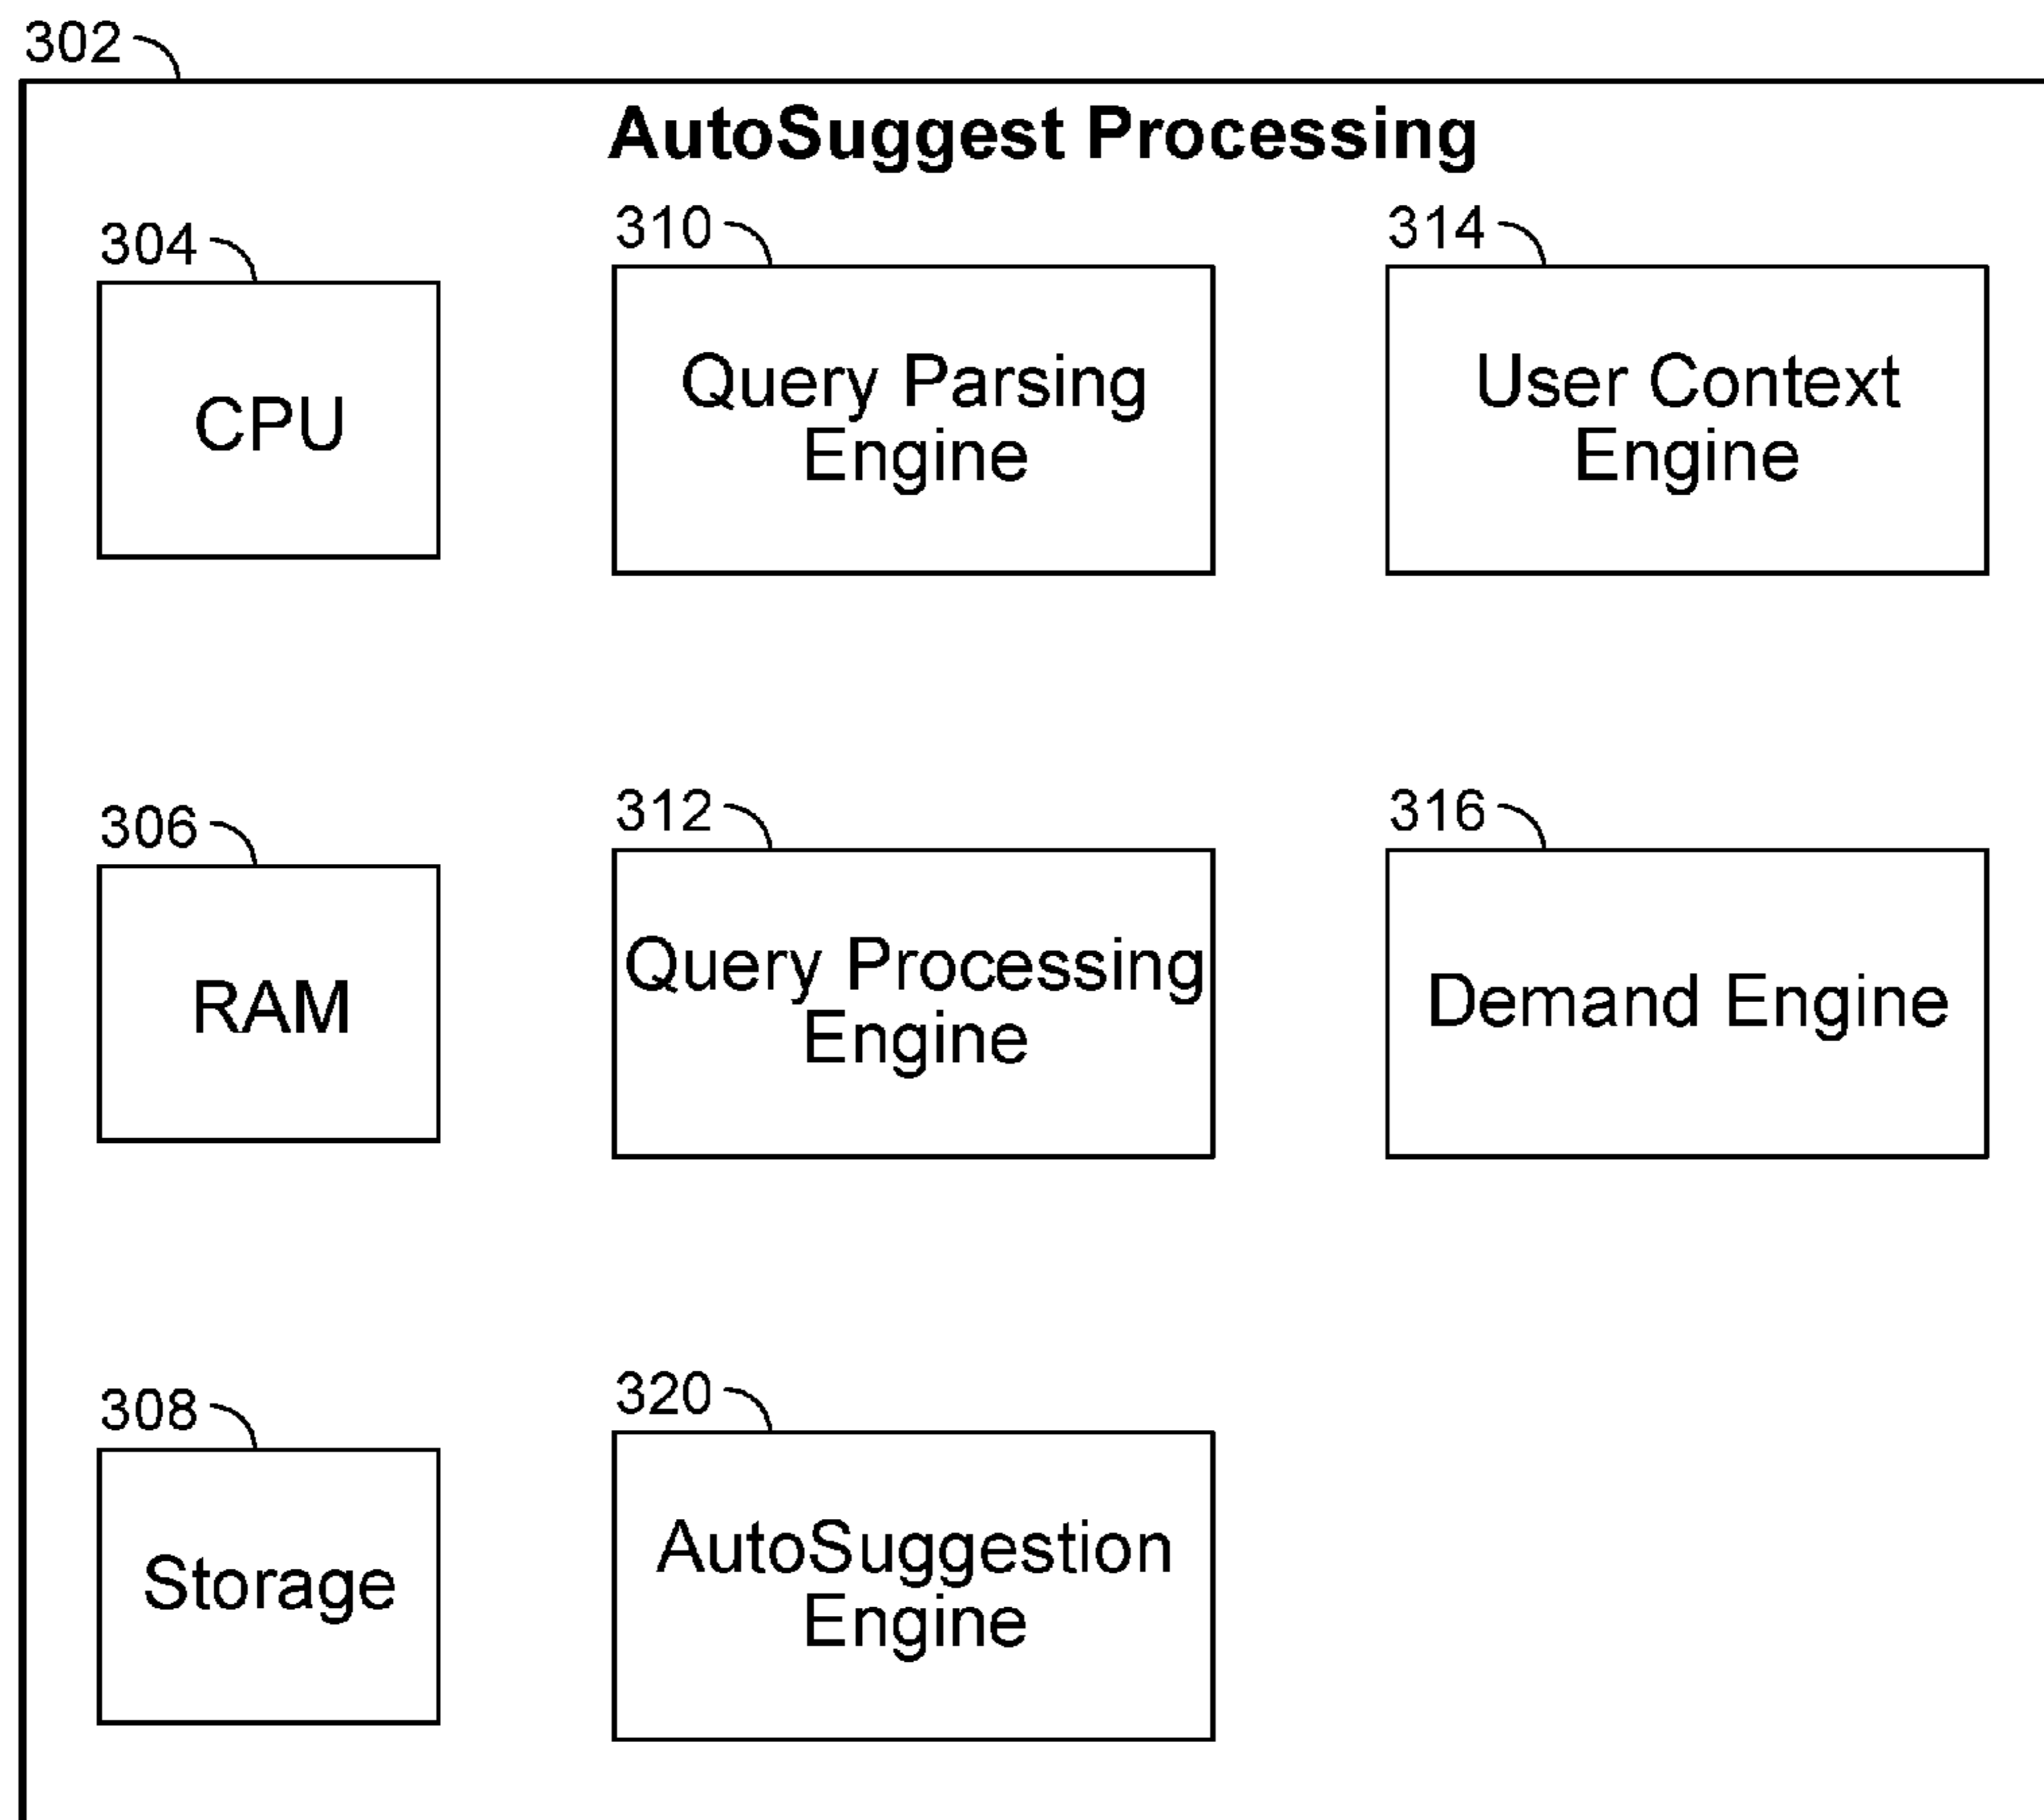 302
AutoSuggest Processing
304
CPU
310
Query Parsing
Engine
314
User Context
Engine
306
RAM
312
Query Processing
Engine
316
Demand Engine
308
Storage
320
AutoSuggestion
Engine